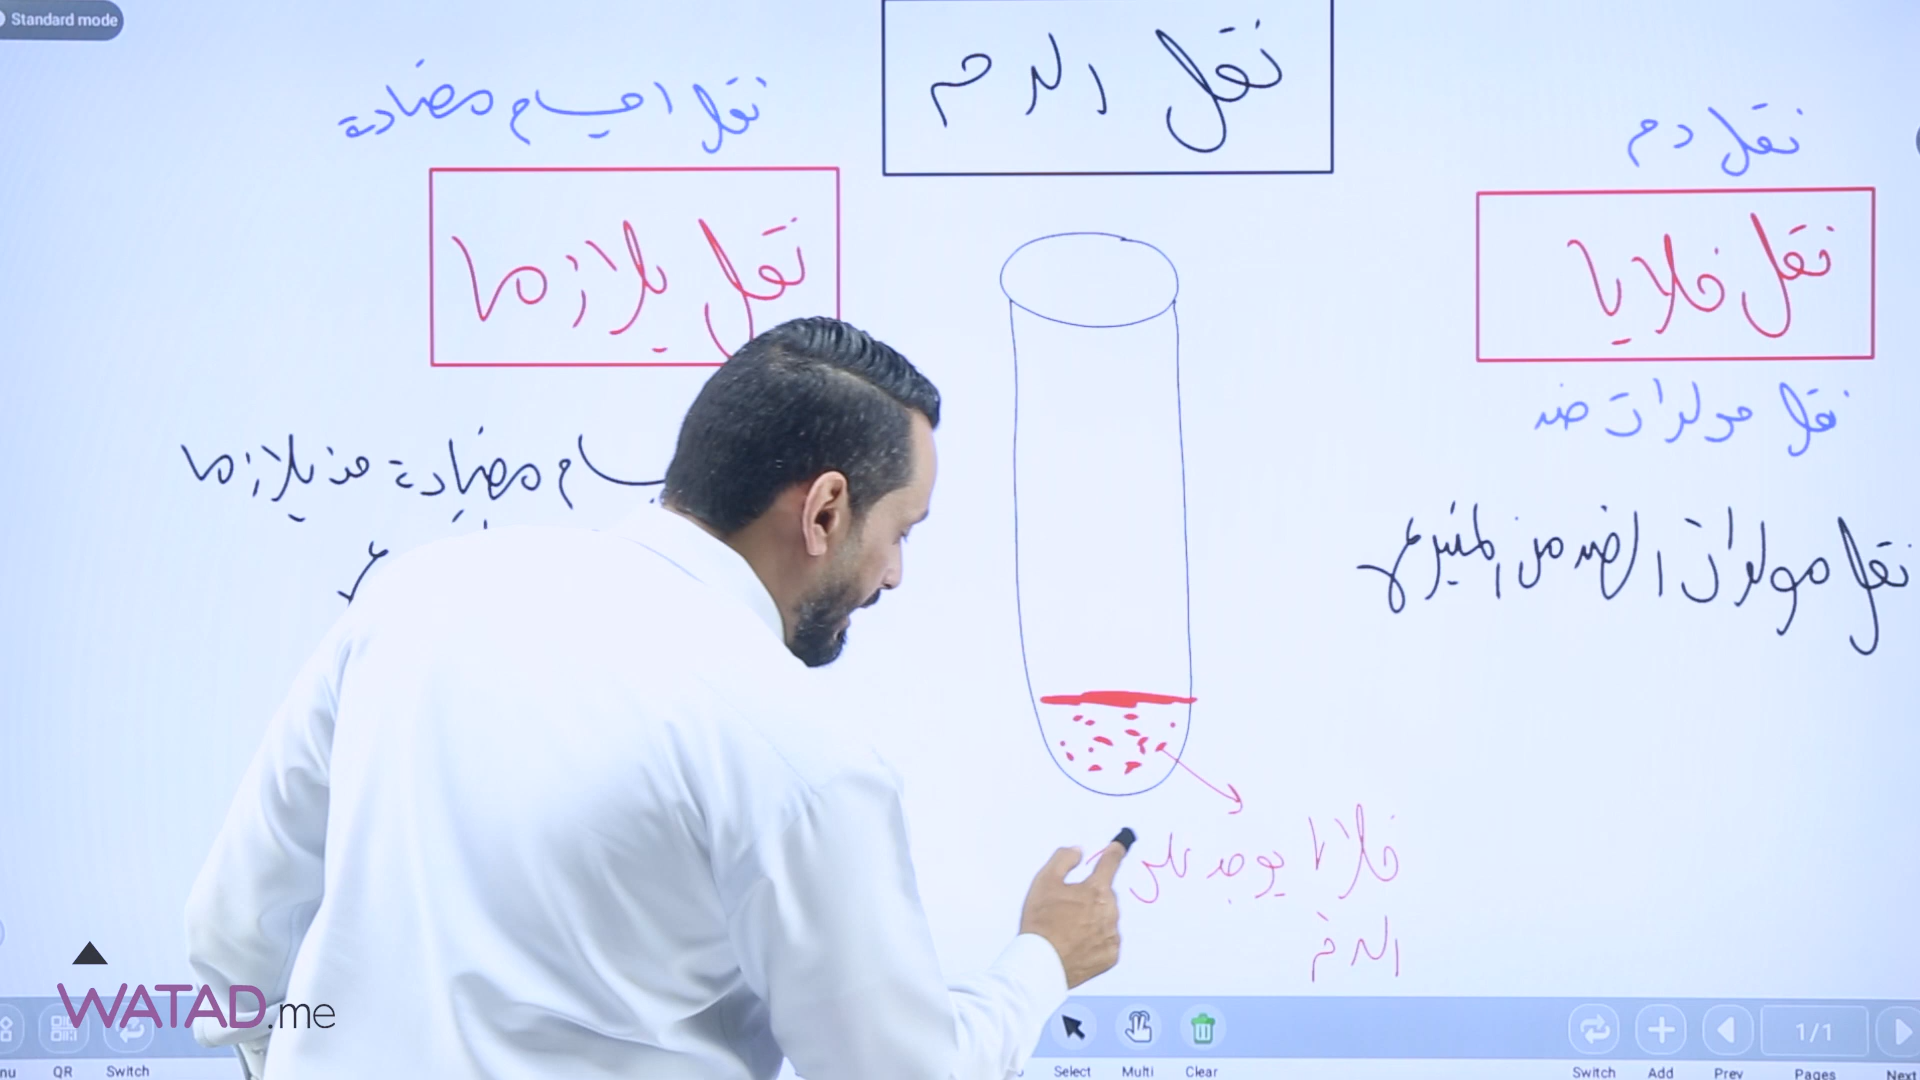 Standard mode
نقل الدم
نقل دم
نقل خلايا
نقل مولدات ضد
نقل مولدات الضد من المتبرع
نقل اجسام مضادة
نقل بلازما
مضادة من بلازما
خلايا يوجد على
الدم
WATAD.me
QR
Switch
Select
Multi
Clear
Switch
Add
Prev
1/1
Pages
Next